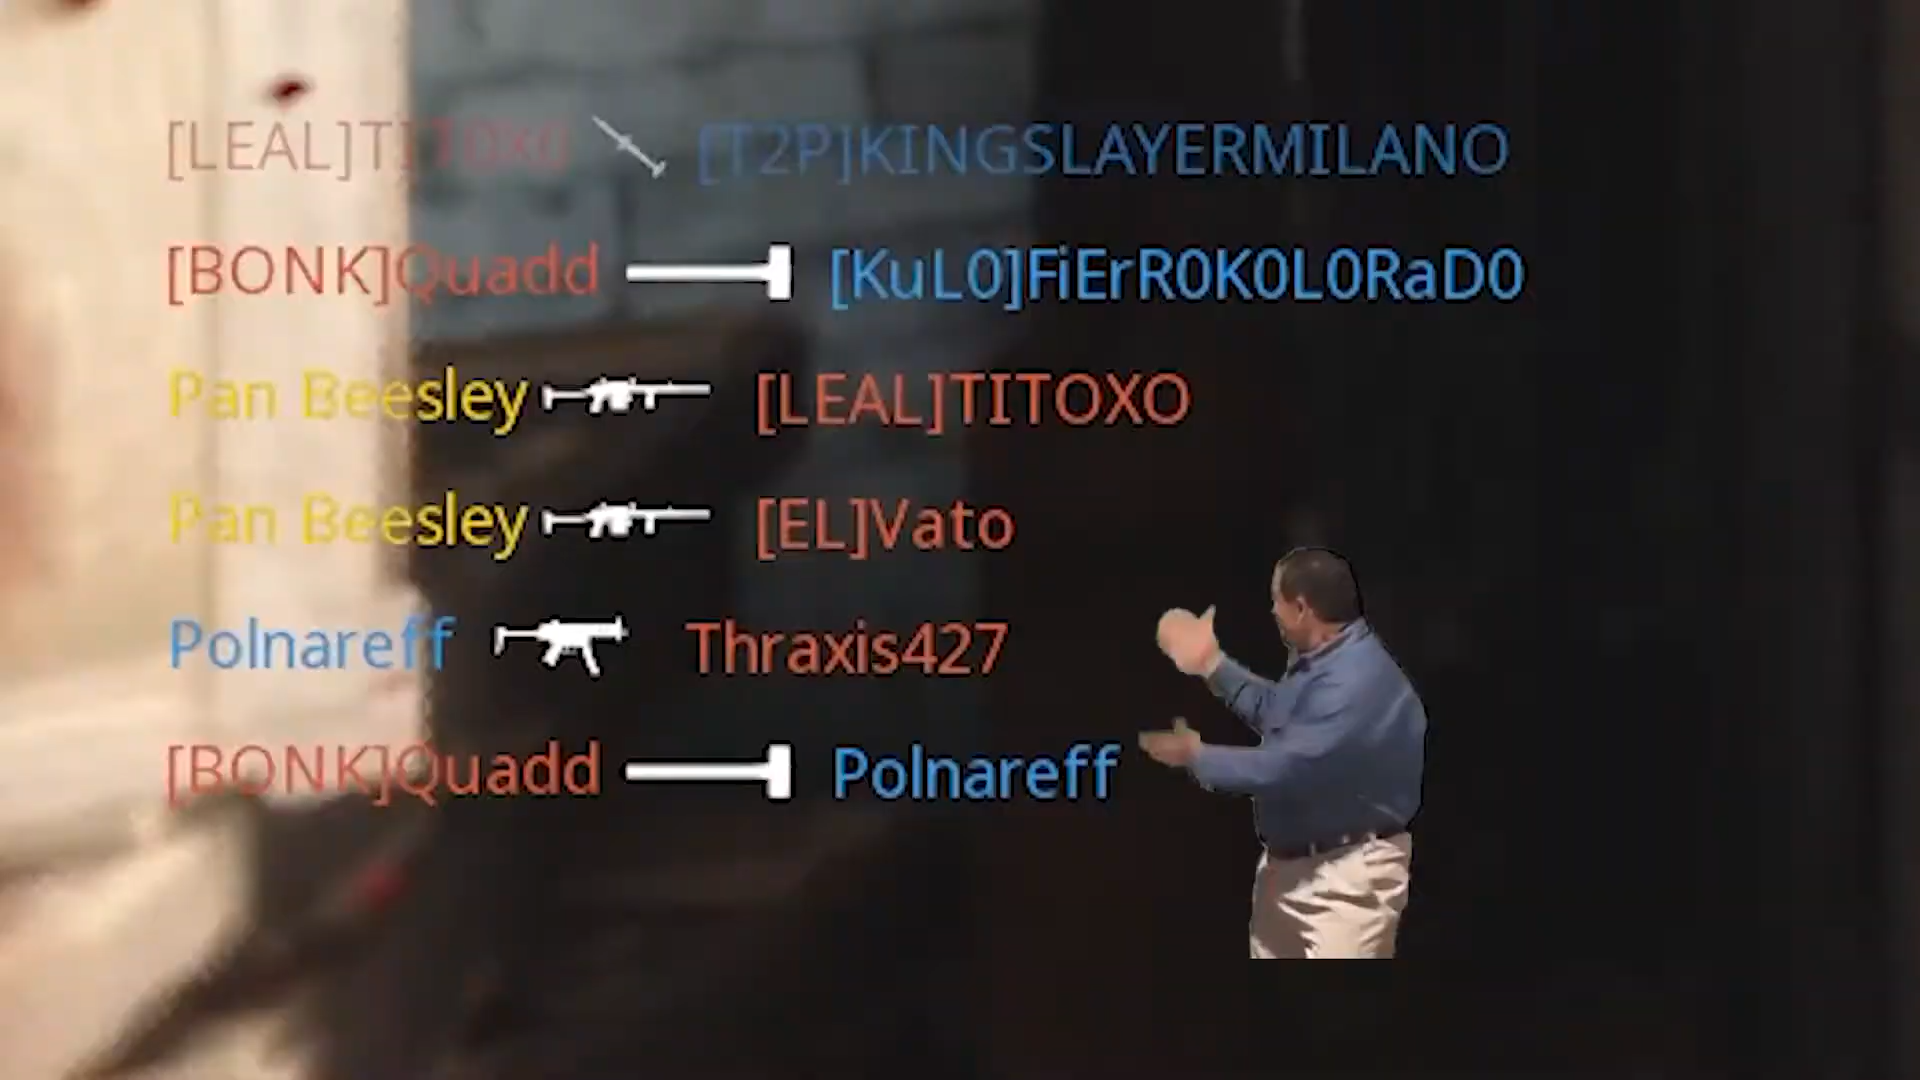 [LEAL]TITOXO [T2P]KINGSLAYERMILANO
[BONK]Quadd [KuL0]FiErR0K0L0RaD0
Pan Beesley [LEAL]TITOXO
Pan Beesley [EL]Vato
Polnareff Thraxis427
[BONK]Quadd Polnareff